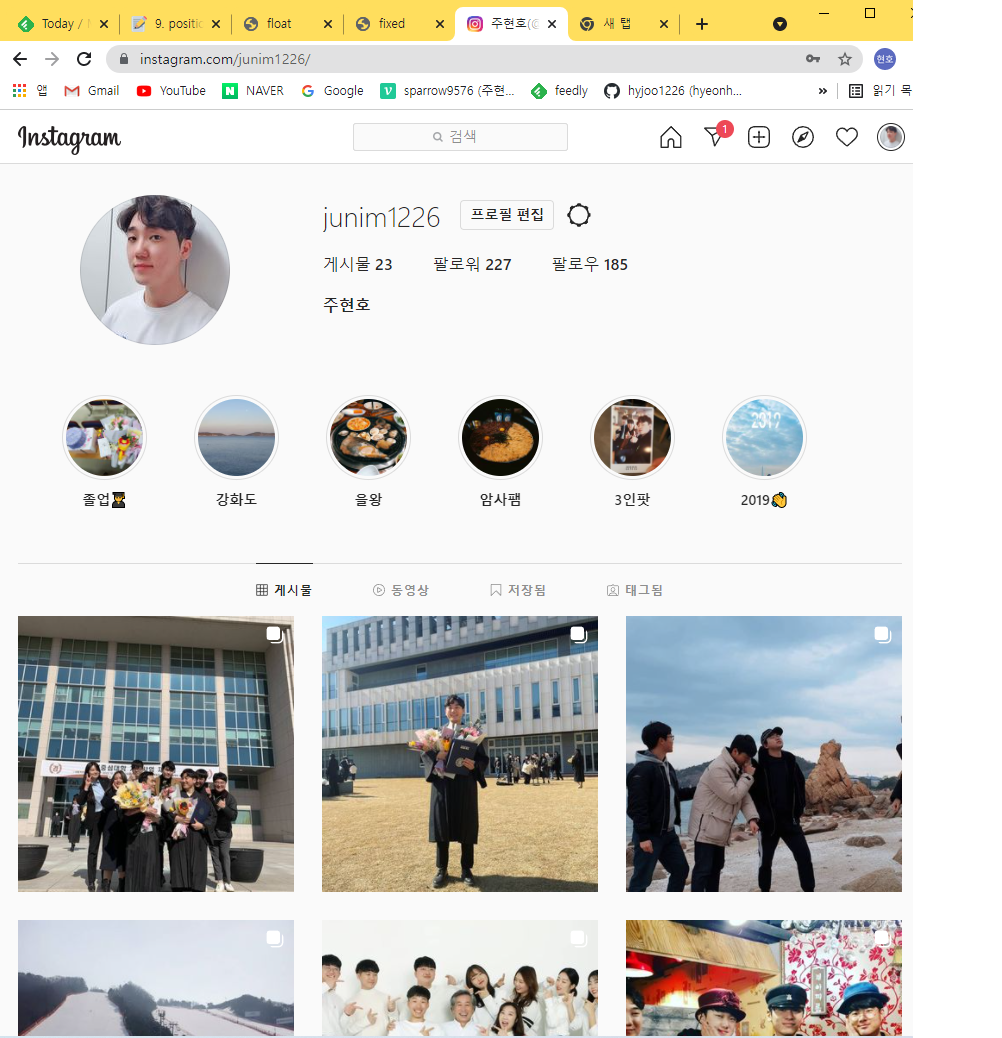 Today / 
9. positic
float
fixed
주현호(@
새 탭
instagram.com/junim1226/
현호
앱
Gmail
YouTube
NAVER
Google
sparrow9576 (주현...
feedly
hyjoo1226 (hyeonh...
»
읽기 목
Instagram
검색
1
junim1226
프로필 편집
게시물 23
팔로워 227
팔로우 185
주현호
졸업
강화도
을왕
암사팸
3인팟
2019
게시물
동영상
저장됨
태그됨